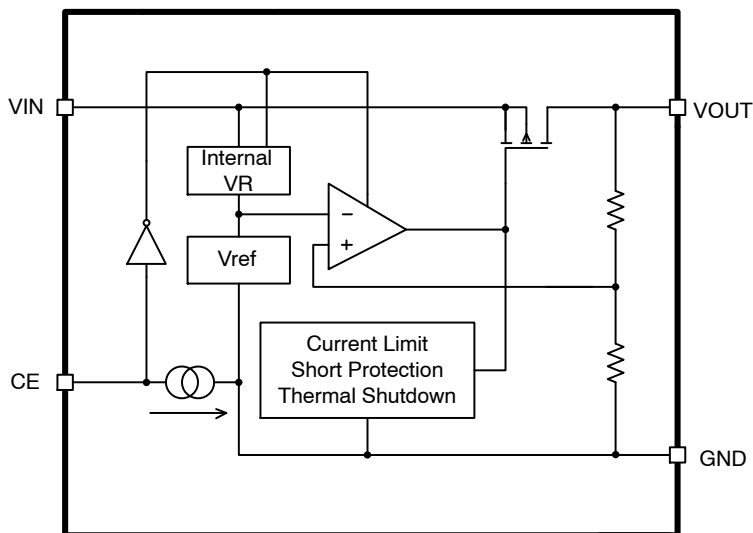 VIN
VOUT
Internal
VR
−
+
Vref
Current Limit
Short Protection
Thermal Shutdown
CE
GND